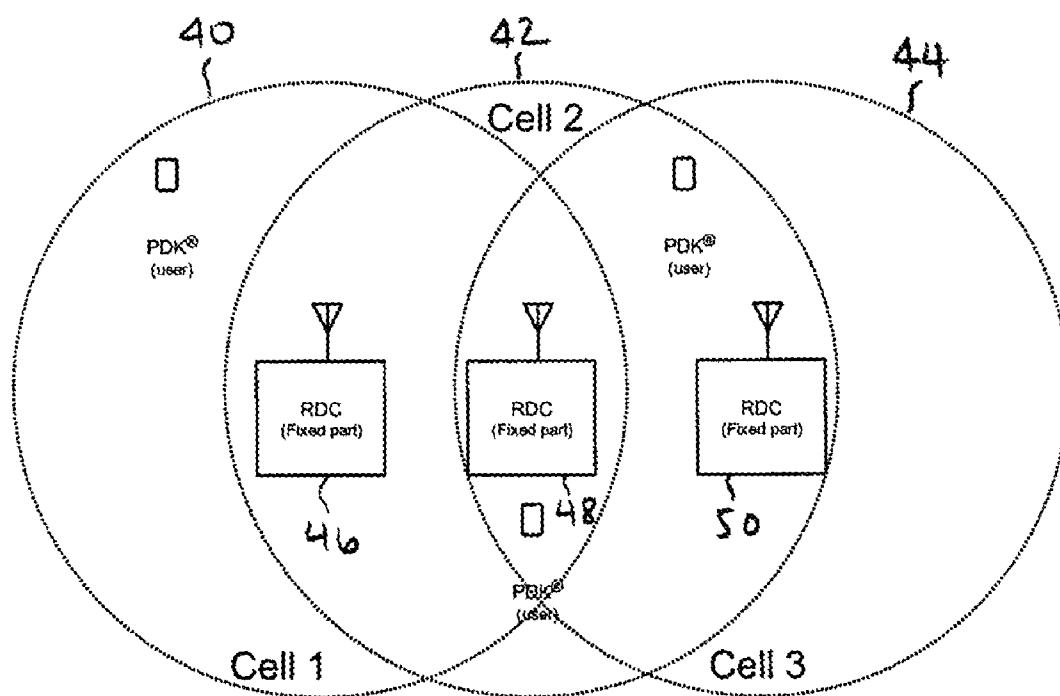 40
42
44
Cell 2
PDK®
(user)
PDK®
(user)
RDC
(Fixed part)
RDC
(Fixed part)
RDC
(Fixed part)
46
48
50
PDK®
(user)
Cell 1
Cell 3